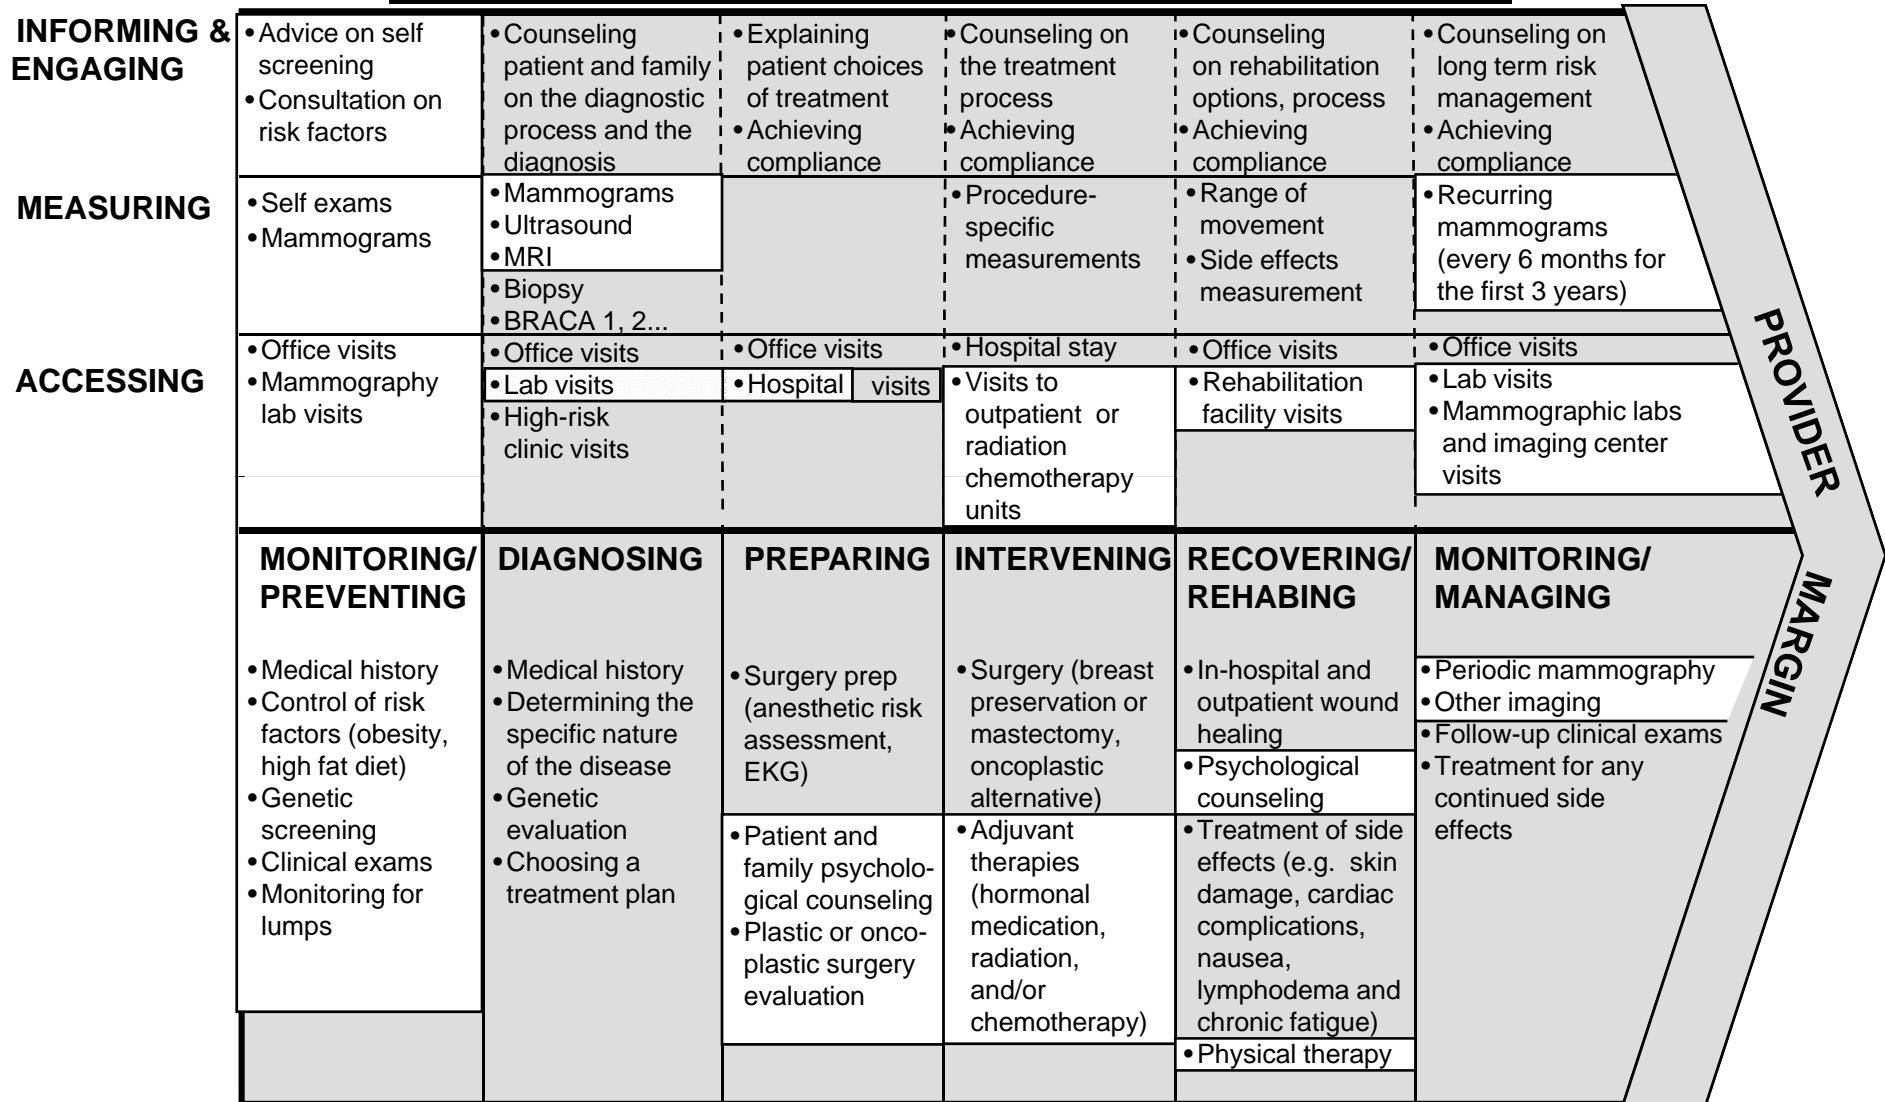 INFORMING &
ENGAGING
•Advice on self
screening
•Consultation on
risk factors
•Counseling
patient and family
on the diagnostic
process and the
diagnosis
•Explaining
patient choices
of treatment
•Achieving
compliance
•Counseling on
the treatment
process
•Achieving
compliance
•Counseling
on rehabilitation
options, process
•Achieving
compliance
•Counseling on
long term risk
management
•Achieving
compliance
MEASURING
•Self exams
•Mammograms
•Mammograms
•Ultrasound
•MRI
•Biopsy
•BRACA 1, 2...
•Procedure-
specific
measurements
•Range of
movement
•Side effects
measurement
•Recurring
mammograms
(every 6 months for
the first 3 years)
ACCESSING
•Office visits
•Mammography
lab visits
•Office visits
•Lab visits
•High-risk
clinic visits
•Office visits
•Hospital visits
•Hospital stay
•Visits to
outpatient or
radiation
chemotherapy
units
•Office visits
•Rehabilitation
facility visits
•Office visits
•Lab visits
•Mammographic labs
and imaging center
visits
MONITORING/
PREVENTING
•Medical history
•Control of risk
factors (obesity,
high fat diet)
•Genetic
screening
•Clinical exams
•Monitoring for
lumps
DIAGNOSING
•Medical history
•Determining the
specific nature
of the disease
•Genetic
evaluation
•Choosing a
treatment plan
PREPARING
•Surgery prep
(anesthetic risk
assessment,
EKG)
•Patient and
family psycholo-
gical counseling
•Plastic or onco-
plastic surgery
evaluation
INTERVENING
•Surgery (breast
preservation or
mastectomy,
oncoplastic
alternative)
•Adjuvant
therapies
(hormonal
medication,
radiation,
and/or
chemotherapy)
RECOVERING/
REHABING
•In-hospital and
outpatient wound
healing
•Psychological
counseling
•Treatment of side
effects (e.g. skin
damage, cardiac
complications,
nausea,
lymphodema and
chronic fatigue)
•Physical therapy
MONITORING/
MANAGING
•Periodic mammography
•Other imaging
•Follow-up clinical exams
•Treatment for any
continued side
effects
PROVIDER
MARGIN